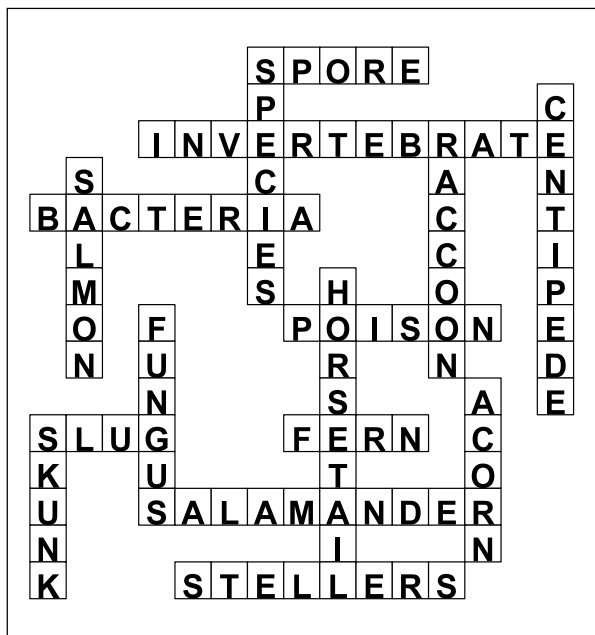 SPORE
SPECIES
CENTIPEDE
INVERTEBRATE
RACCOON
SALMON
BACTERIA
HORSETAIL
FUNGUS
POISON
ACORN
SLUG
SKUNK
FERN
SALAMANDER
STELLERS